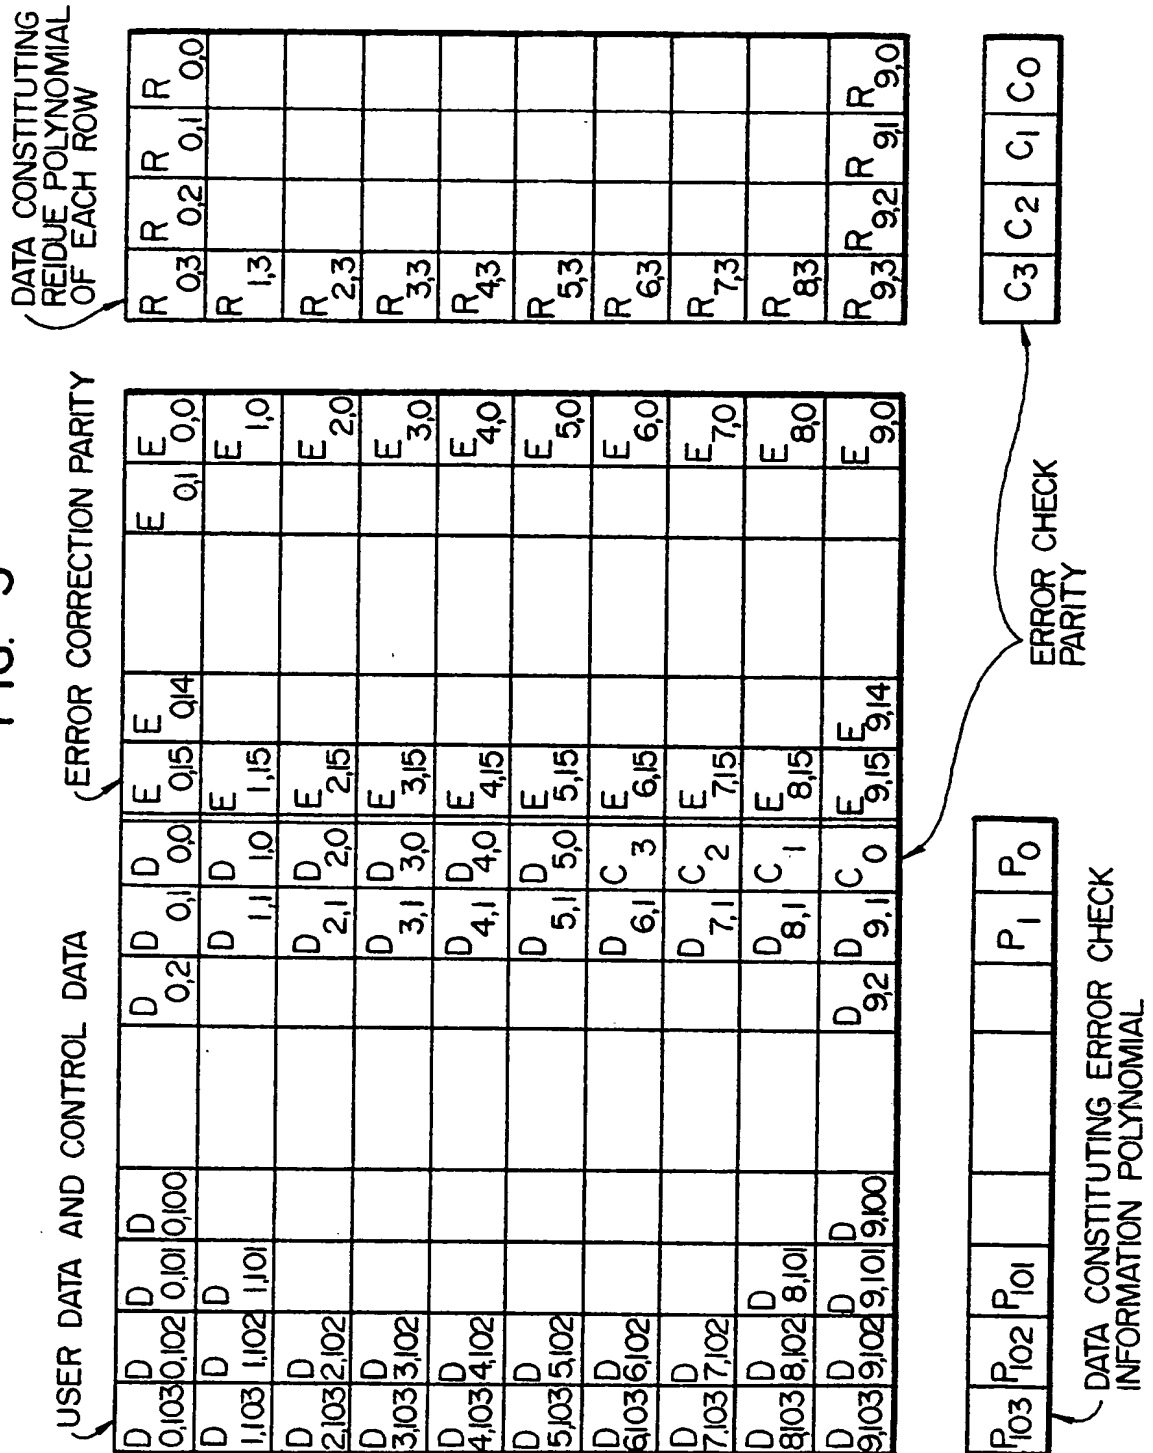 FIG.
USER DATA AND CONTROL DATA
ERROR CORRECTION PARITY
DATA CONSTITUTING
REIDUE POLYNOMIAL
OF EACH ROW
D0,103 D0,102 D0,101 D0,100 D0,2 D0,1 D0,0 E0,15 E0,14 E0,1 E0,0 R0,3 R0,2 R0,1 R0,0
D1,103 D1,102 D1,101 D1,1 D1,0 E1,15 E1,0 R1,3
D2,103 D2,102 D2,1 D2,0 E2,15 E2,0 R2,3
D3,103 D3,102 D3,1 D3,0 E3,15 E3,0 R3,3
D4,103 D4,102 D4,1 D4,0 E4,15 E4,0 R4,3
D5,103 D5,102 D5,1 D5,0 E5,15 E5,0 R5,3
D6,103 D6,102 D6,1 C3 E6,15 E6,0 R6,3
D7,103 D7,102 D7,1 C2 E7,15 E7,0 R7,3
D8,103 D8,102 D8,101 D8,1 C1 E8,15 E8,0 R8,3
D9,103 D9,102 D9,101 D9,100 D9,2 D9,1 C0 E9,15 E9,14 E9,0 R9,3 R9,2 R9,1 R9,0
P103 P102 P101 P1 P0
C3 C2 C1 C0
ERROR CHECK
PARITY
DATA CONSTITUTING ERROR CHECK
INFORMATION POLYNOMIAL